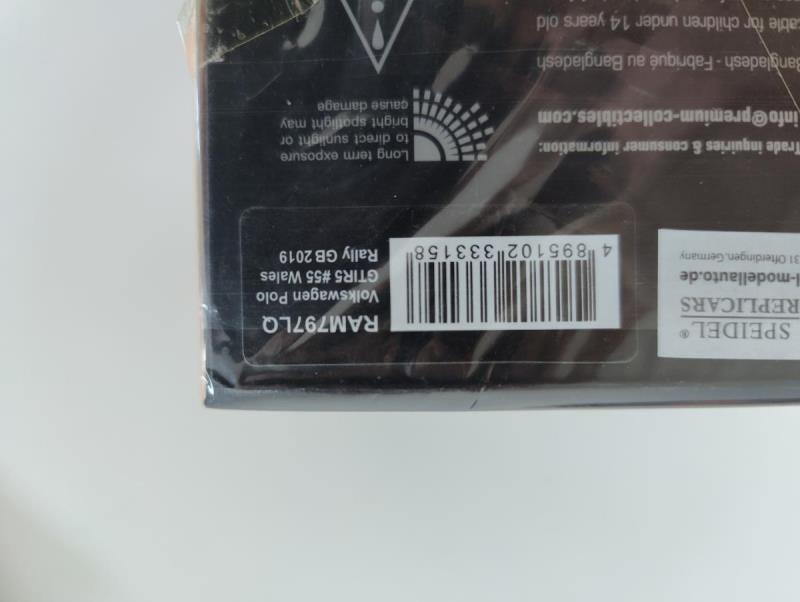 RAM797LQ
Volkswagen Polo
GTIR5 #55 Wales
Rally GB 2019
4 895102 333158
SPEIDEL®
REPLICARS
l-modellauto.de
31 Ofterdingen, Germany
Trade inquiries & consumer information:
info@premium-collectibles.com
Long term exposure
to direct sunlight or
bright spotlight may
cause damage
Bangladesh - Fabriqué au Bangladesh
for children under 14 years old